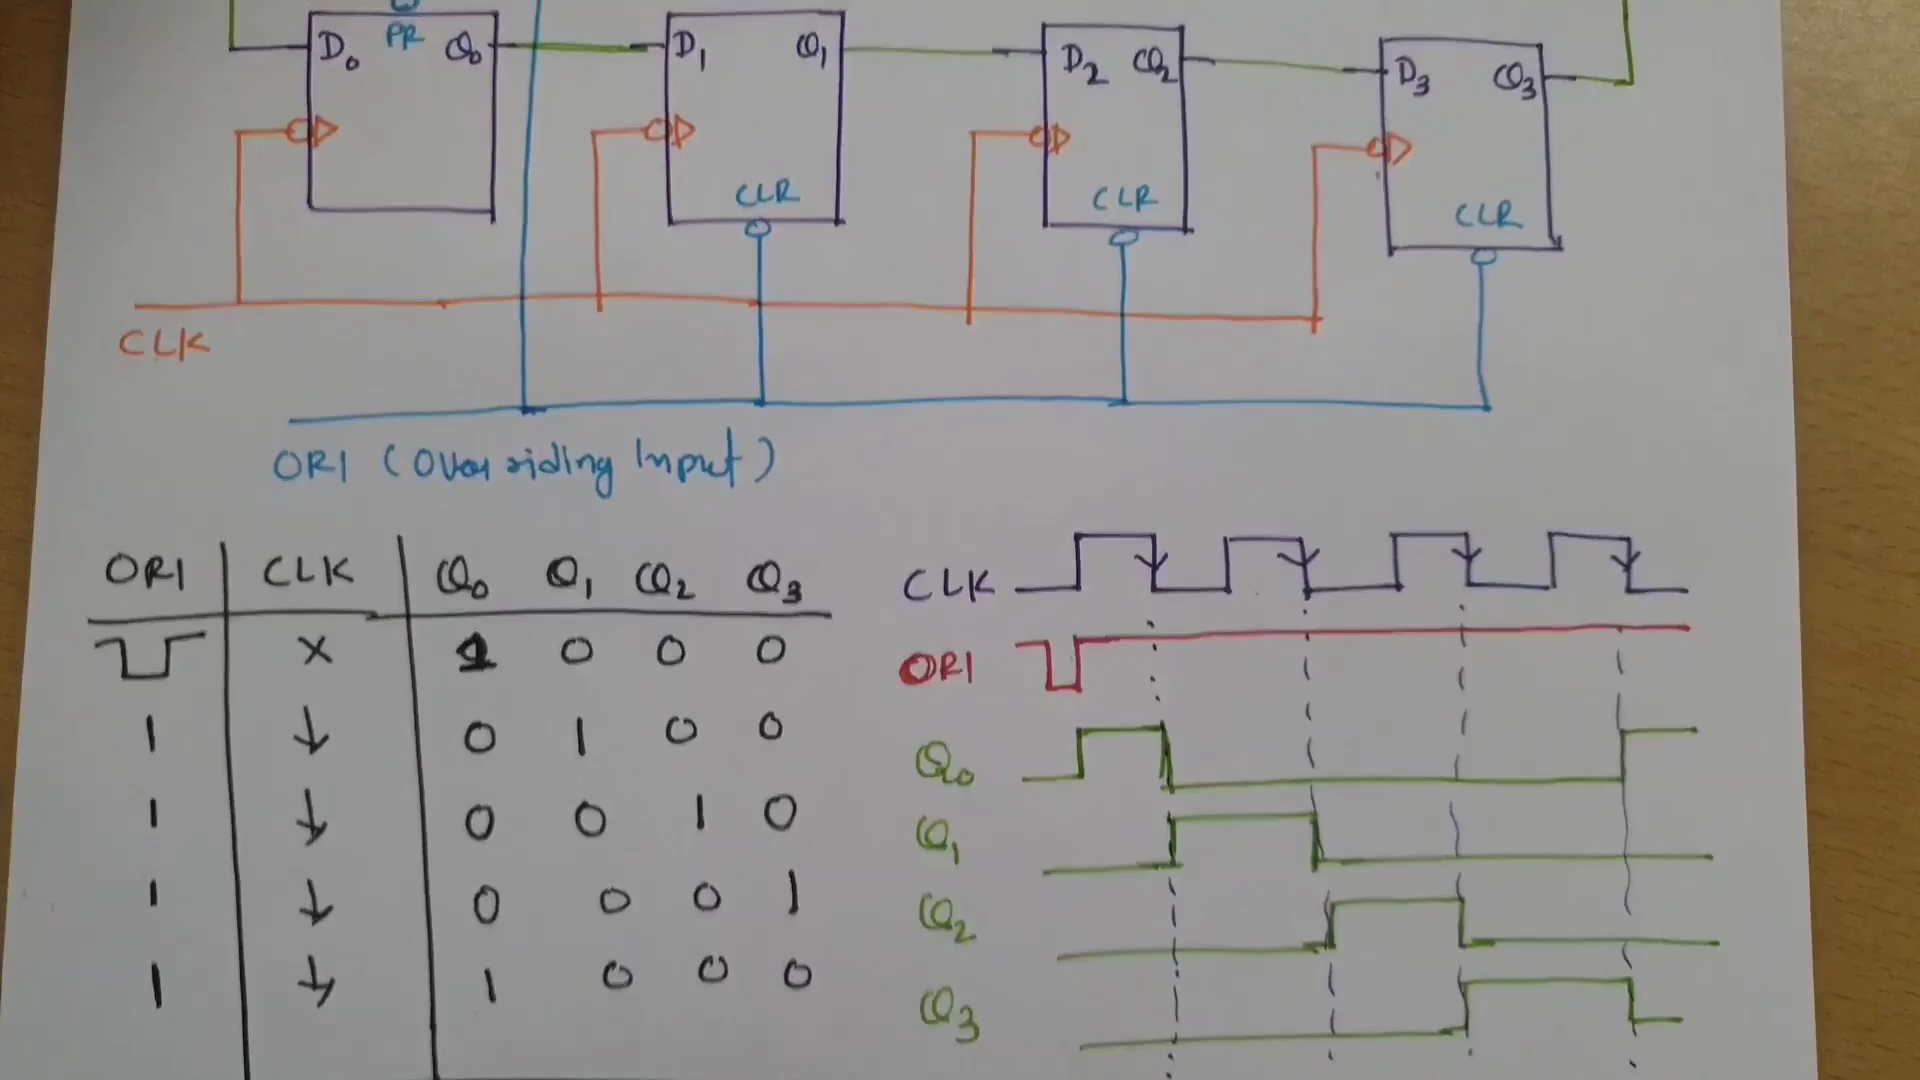 D0 PR Q0 D1 Q1 D2 Q2 D3 Q3
CLR CLR CLR
CLK
ORI (Overriding Input)
ORI CLK Q0 Q1 Q2 Q3
X 1 0 0 0
1 ↓ 0 1 0 0
1 ↓ 0 0 1 0
1 ↓ 0 0 0 1
1 ↓ 1 0 0 0
CLK
ORI
Q0
Q1
Q2
Q3